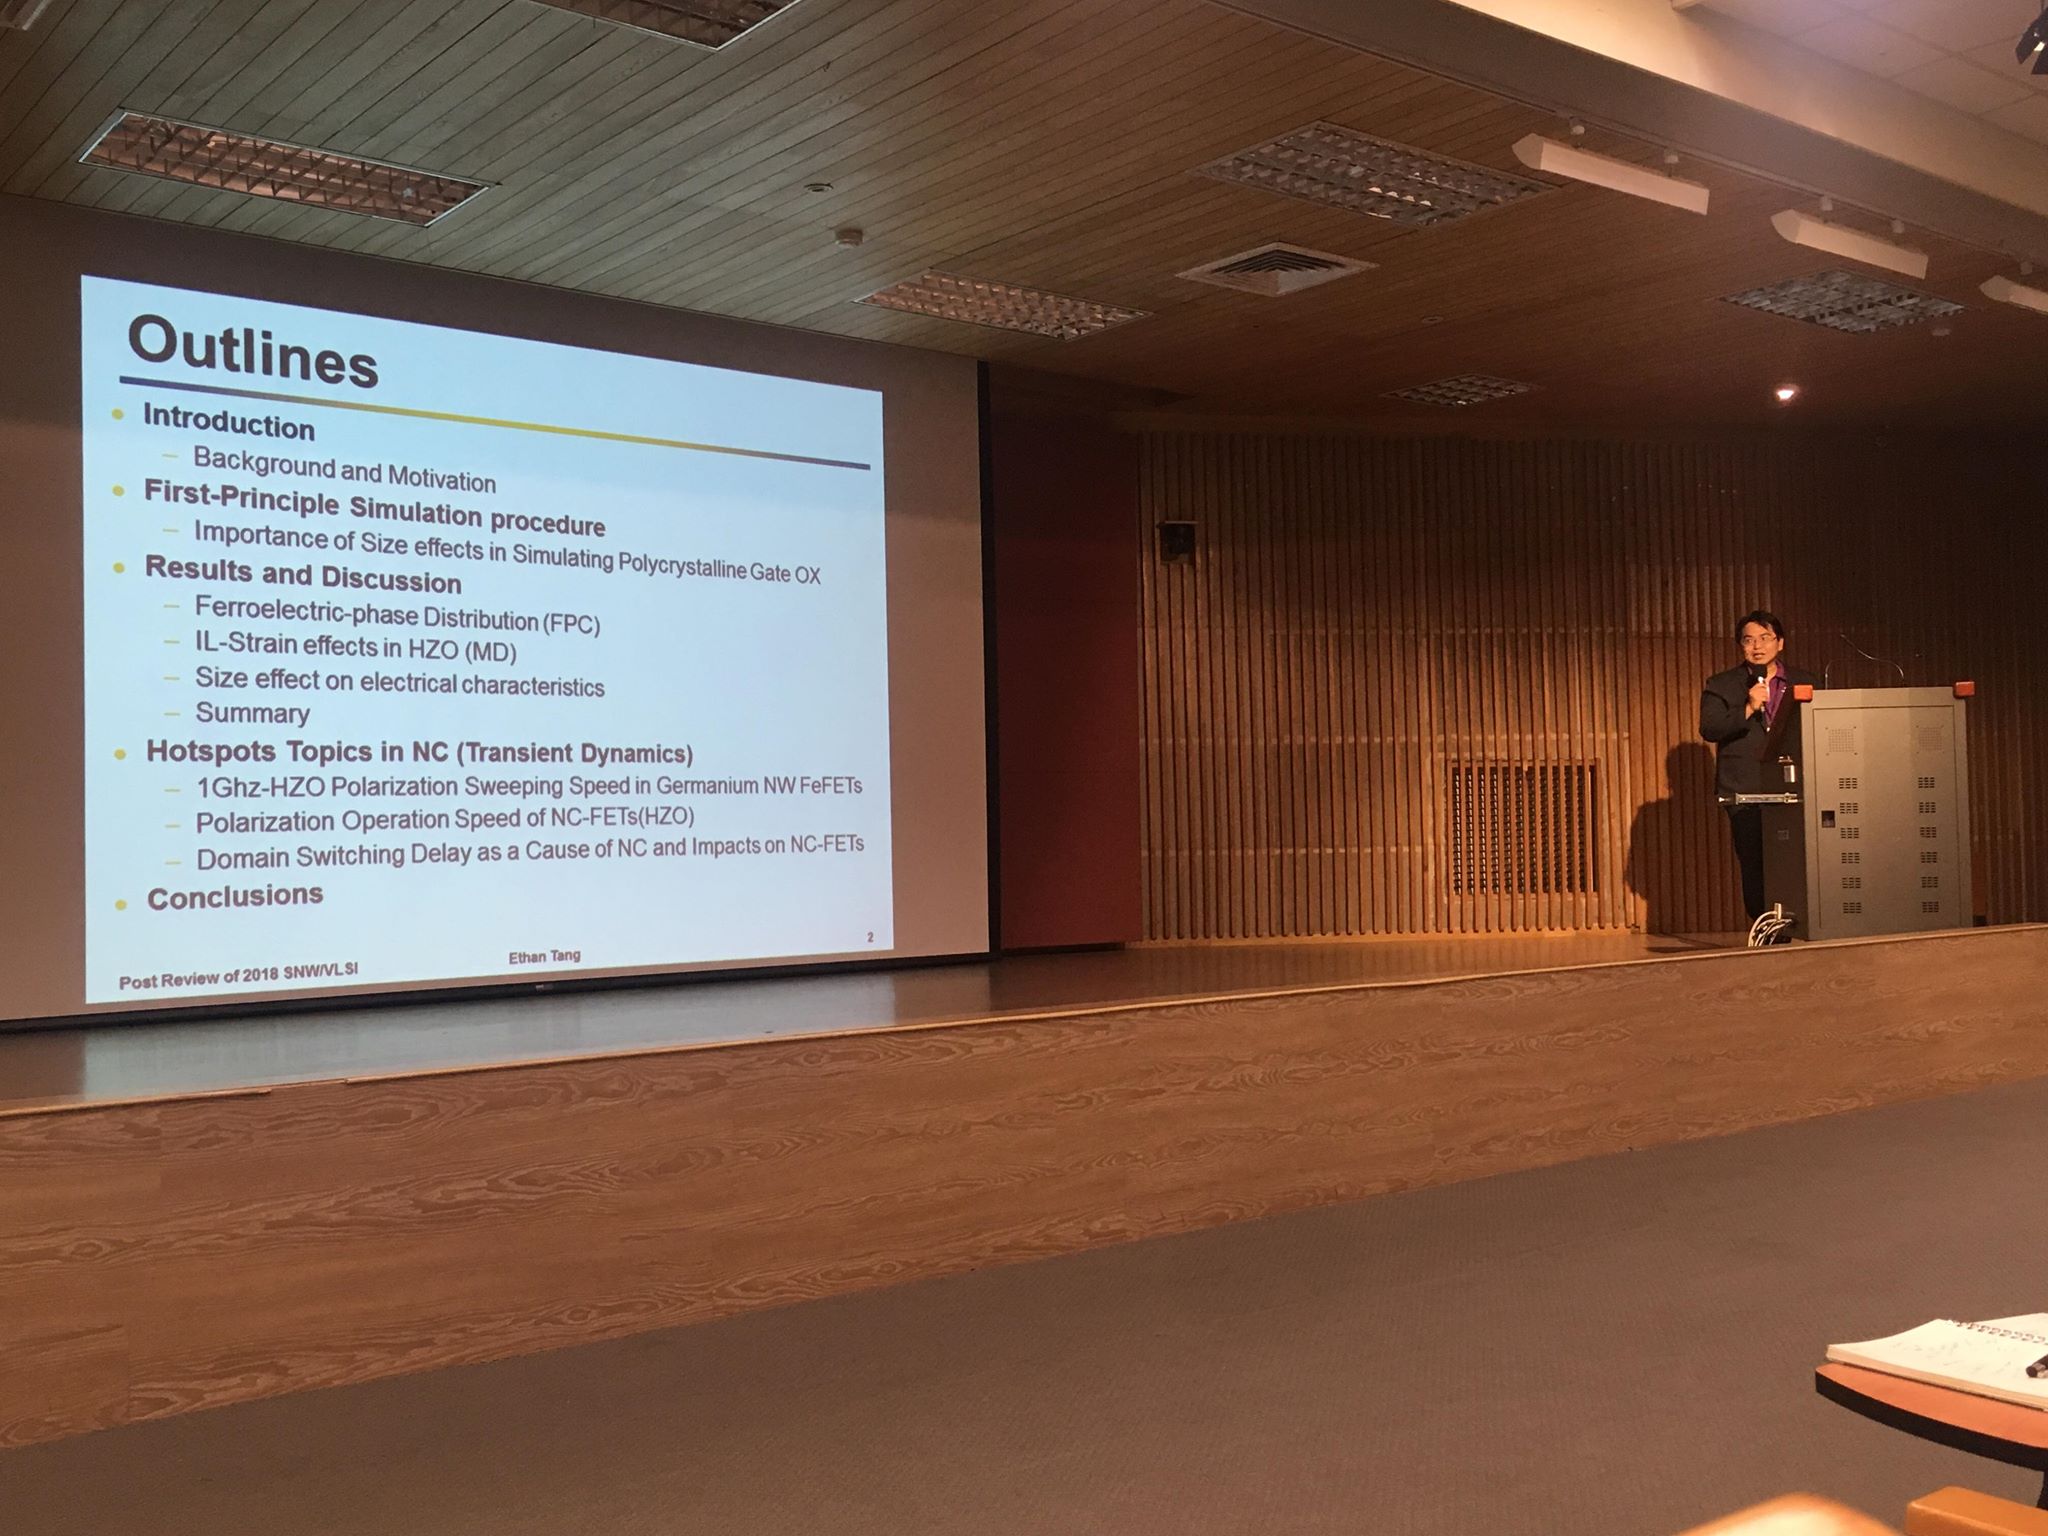 Outlines
• Introduction
– Background and Motivation
• First-Principle Simulation procedure
– Importance of Size effects in Simulating Polycrystalline Gate OX
• Results and Discussion
– Ferroelectric-phase Distribution (FPC)
– IL-Strain effects in HZO (MD)
– Size effect on electrical characteristics
– Summary
• Hotspots Topics in NC (Transient Dynamics)
– 1Ghz-HZO Polarization Sweeping Speed in Germanium NW FeFETs
– Polarization Operation Speed of NC-FETs(HZO)
– Domain Switching Delay as a Cause of NC and Impacts on NC-FETs
• Conclusions
2
Post Review of 2018 SNW/VLSI
Ethan Tang